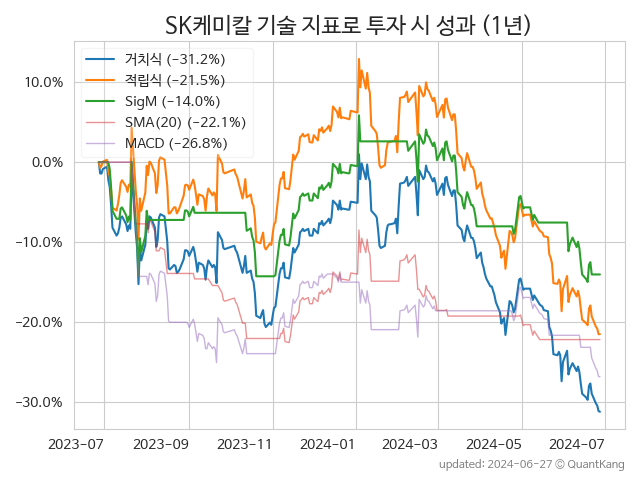 SK케미칼 기술 지표로 투자 시 성과 (1년)
거치식 (−31.2%)
적립식 (−21.5%)
SigM (−14.0%)
SMA(20) (−22.1%)
MACD (−26.8%)
10.0%
0.0%
−10.0%
−20.0%
−30.0%
2023-07 2023-09 2023-11 2024-01 2024-03 2024-05 2024-07
updated: 2024-06-27 © QuantKang